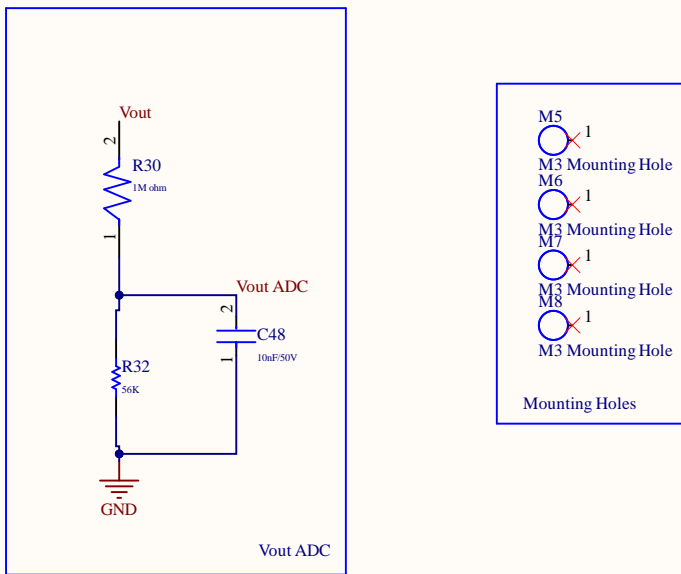 Vout
2
R30
1M ohm
1
Vout ADC
2
C48
1
10nF/50V
R32
56K
GND
Vout ADC
M5
1
M3 Mounting Hole
M6
1
M3 Mounting Hole
M7
1
M3 Mounting Hole
M8
1
M3 Mounting Hole
Mounting Holes